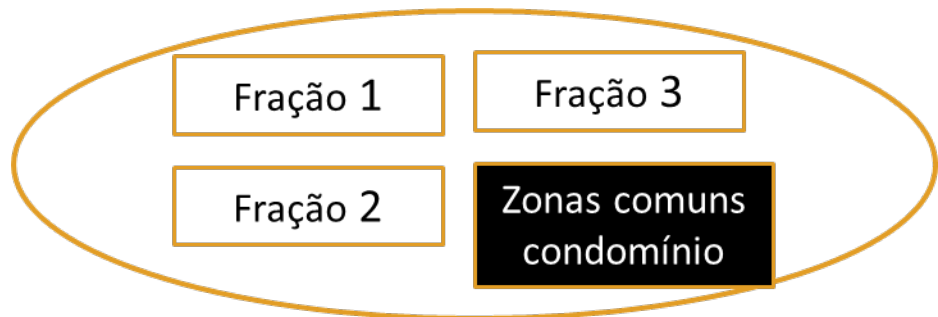 Fração 1
Fração 3
Fração 2
Zonas comuns
condomínio